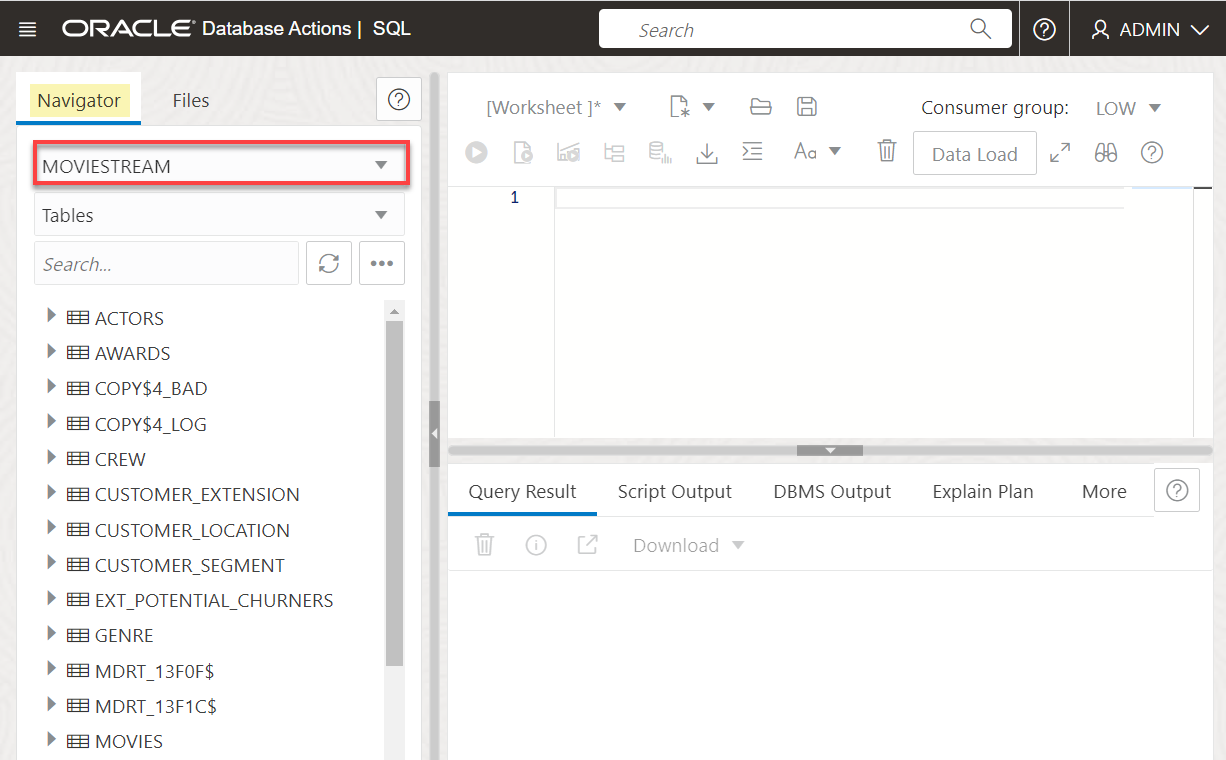 ORACLE Database Actions | SQL
Search
ADMIN
Navigator
Files
MOVIESTREAM
Tables
Search...
ACTORS
AWARDS
COPY$4_BAD
COPY$4_LOG
CREW
CUSTOMER_EXTENSION
CUSTOMER_LOCATION
CUSTOMER_SEGMENT
EXT_POTENTIAL_CHURNERS
GENRE
MDRT_13F0F$
MDRT_13F1C$
MOVIES
[Worksheet ]*
Consumer group: LOW
Aa
Data Load
1
Query Result Script Output DBMS Output Explain Plan More
Download